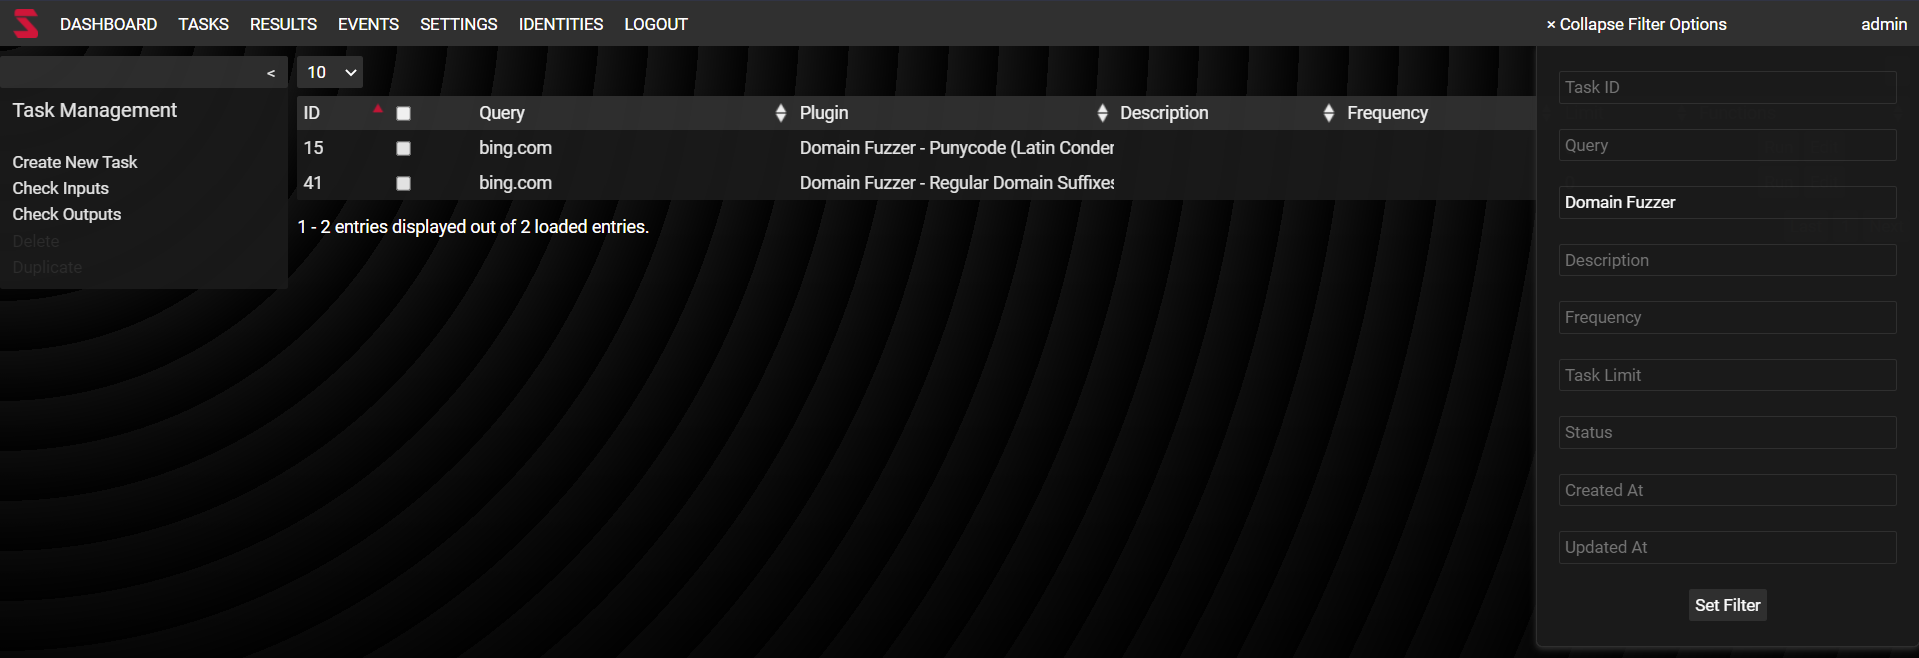 DASHBOARD TASKS RESULTS EVENTS SETTINGS IDENTITIES LOGOUT × Collapse Filter Options admin
<
Task Management
Create New Task
Check Inputs
Check Outputs
Delete
Duplicate
10
ID Query Plugin Description Frequency
15 bing.com Domain Fuzzer - Punycode (Latin Conden
41 bing.com Domain Fuzzer - Regular Domain Suffixes
1 - 2 entries displayed out of 2 loaded entries.
Task ID
Query
Domain Fuzzer
Description
Frequency
Task Limit
Status
Created At
Updated At
Set Filter